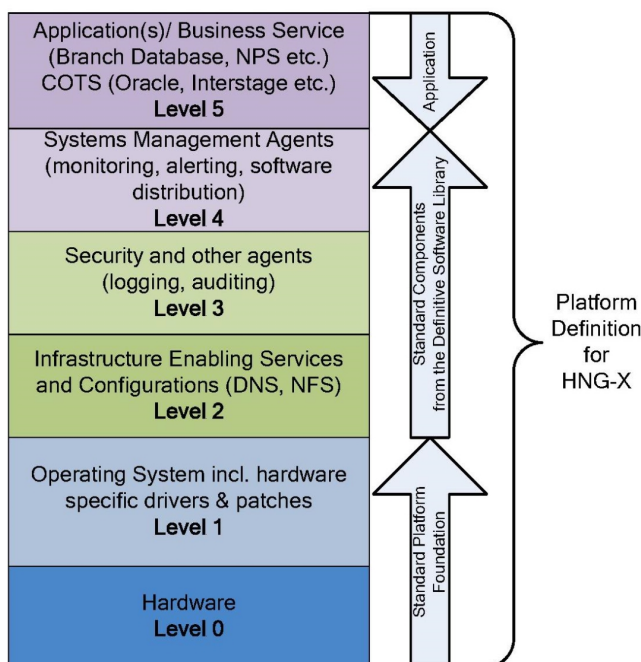 Application(s)/ Business Service
(Branch Database, NPS etc.)
COTS (Oracle, Interstage etc.)
Level 5
Systems Management Agents
(monitoring, alerting, software
distribution)
Level 4
Security and other agents
(logging, auditing)
Level 3
Infrastructure Enabling Services
and Configurations (DNS, NFS)
Level 2
Operating System incl. hardware
specific drivers & patches
Level 1
Hardware
Level 0
Application
Standard Components
from the Definitive Software Library
Standard Platform
Foundation
Platform
Definition
for
HNG-X